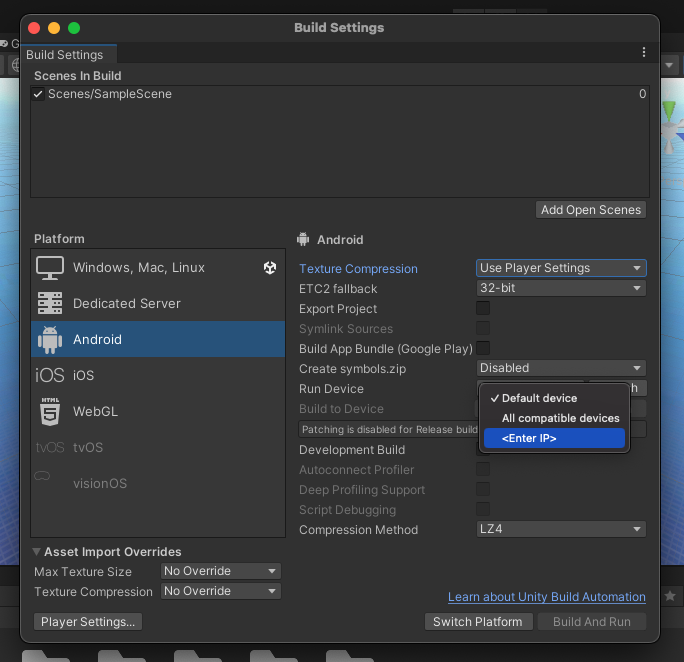 Build Settings
Build Settings
Scenes In Build
Scenes/SampleScene 0
Add Open Scenes
Platform
Windows, Mac, Linux
Dedicated Server
Android
iOS iOS
WebGL
tvOS tvOS
visionOS
Android
Texture Compression Use Player Settings
ETC2 fallback 32-bit
Export Project
Symlink Sources
Build App Bundle (Google Play)
Create symbols.zip Disabled
Run Device
Default device
All compatible devices
<Enter IP>
Build to Device
Patching is disabled for Release build
Development Build
Autoconnect Profiler
Deep Profiling Support
Script Debugging
Compression Method LZ4
Asset Import Overrides
Max Texture Size No Override
Texture Compression No Override
Learn about Unity Build Automation
Player Settings...
Switch Platform
Build And Run